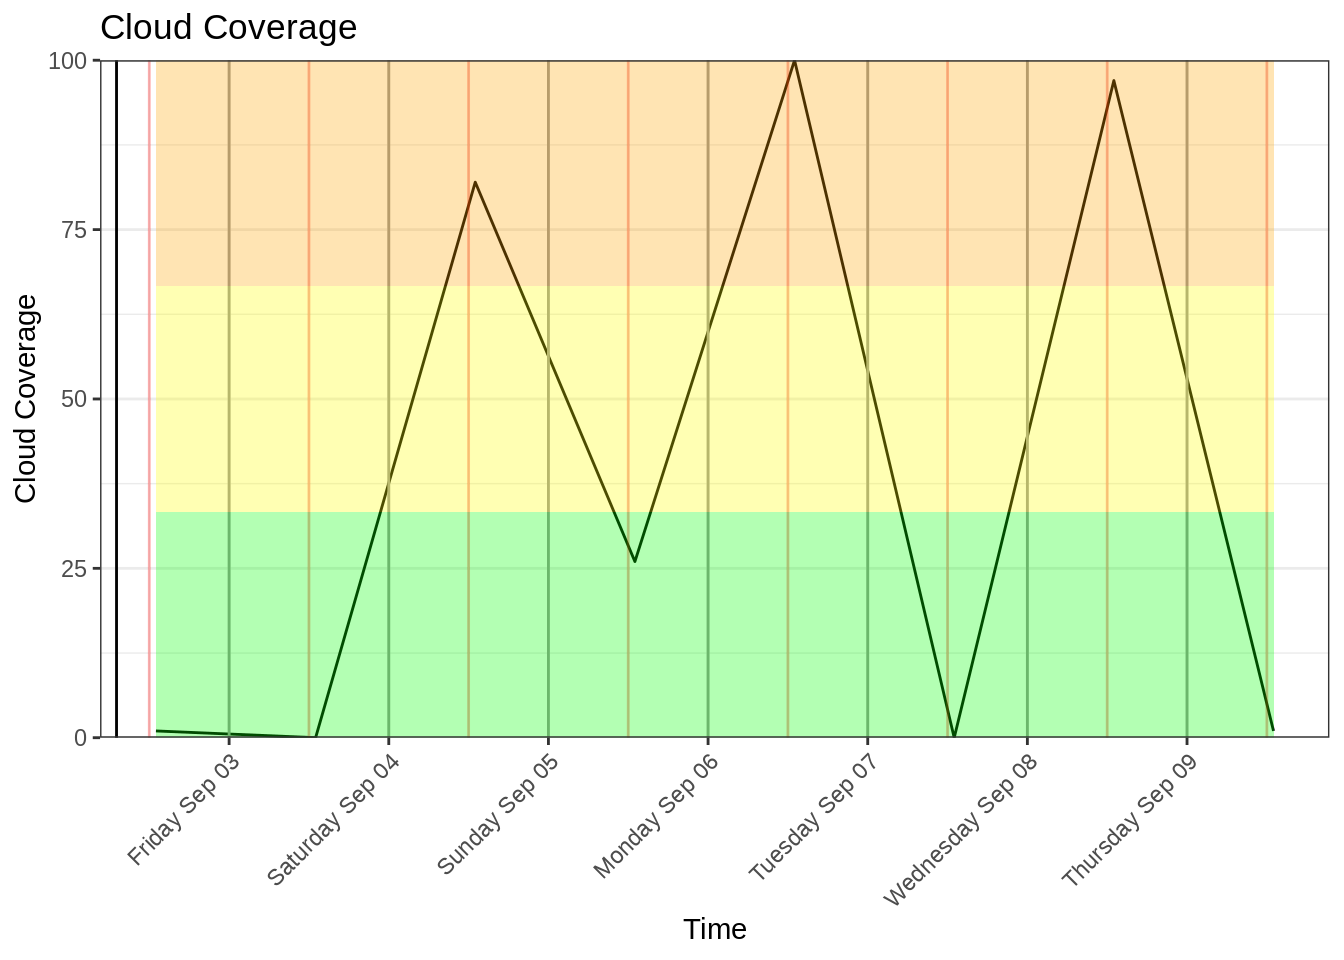 Cloud Coverage
100
75
50
25
0
Cloud Coverage
Friday Sep 03
Saturday Sep 04
Sunday Sep 05
Monday Sep 06
Tuesday Sep 07
Wednesday Sep 08
Thursday Sep 09
Time